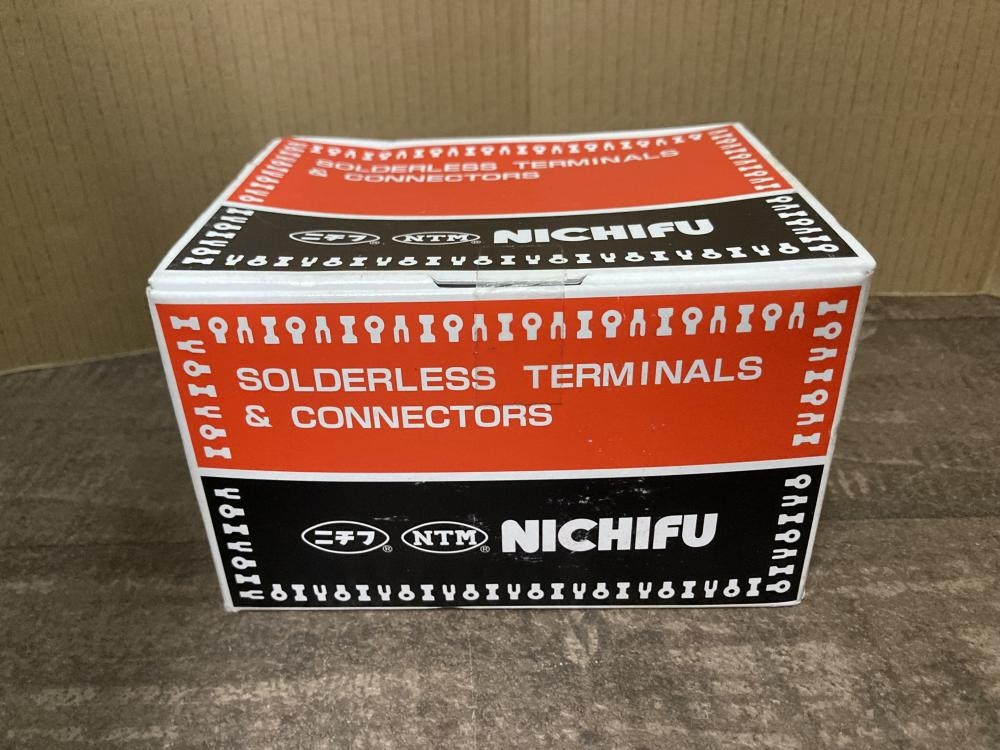 SOLDERLESS TERMINALS
& CONNECTORS
ニチフ® NTM® NICHIFU
SOLDERLESS TERMINALS
& CONNECTORS
ニチフ® NTM® NICHIFU